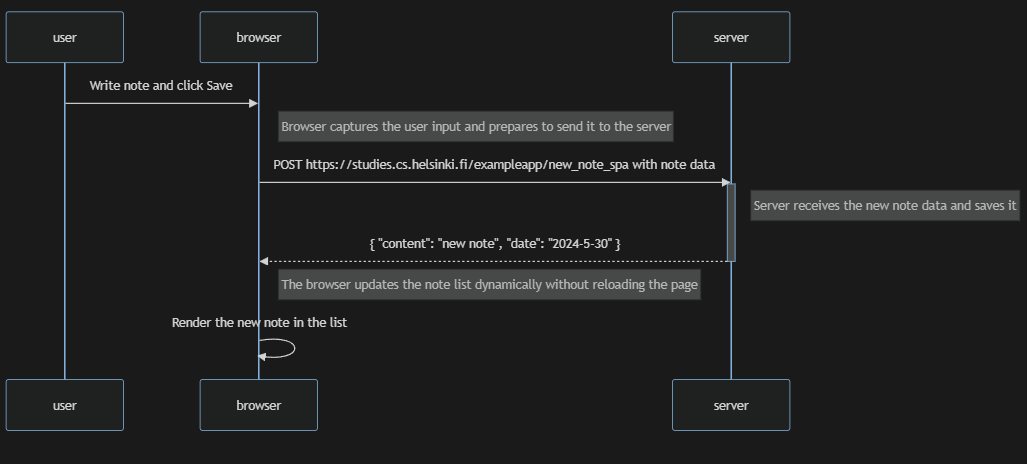 user browser server
Write note and click Save
Browser captures the user input and prepares to send it to the server
POST https://studies.cs.helsinki.fi/exampleapp/new_note_spa with note data
Server receives the new note data and saves it
{ "content": "new note", "date": "2024-5-30" }
The browser updates the note list dynamically without reloading the page
Render the new note in the list
user browser server